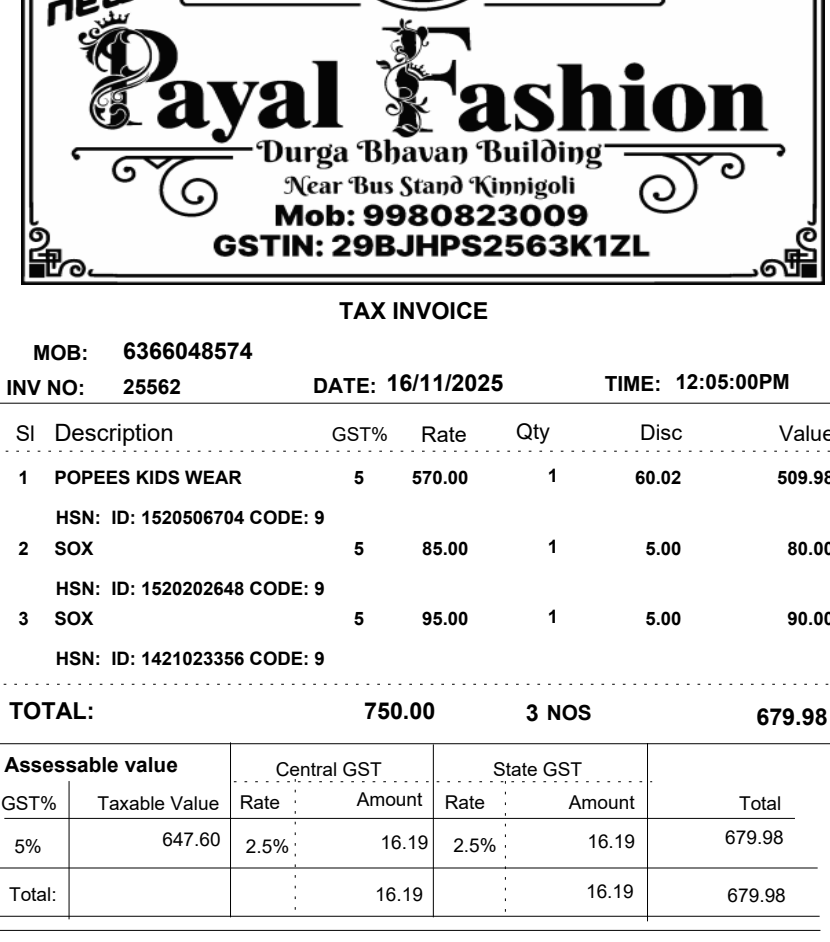 new
Payal Fashion
Durga Bhavan Building
Near Bus Stand Kinnigoli
Mob: 9980823009
GSTIN: 29BJHPS2563K1ZL
TAX INVOICE
MOB: 6366048574
INV NO: 25562 DATE: 16/11/2025 TIME: 12:05:00PM
Sl Description GST% Rate Qty Disc Value
1 POPEES KIDS WEAR 5 570.00 1 60.02 509.98
HSN: ID: 1520506704 CODE: 9
2 SOX 5 85.00 1 5.00 80.00
HSN: ID: 1520202648 CODE: 9
3 SOX 5 95.00 1 5.00 90.00
HSN: ID: 1421023356 CODE: 9
TOTAL: 750.00 3 NOS 679.98
Assessable value Central GST State GST
GST% Taxable Value Rate Amount Rate Amount Total
5% 647.60 2.5% 16.19 2.5% 16.19 679.98
Total: 16.19 16.19 679.98